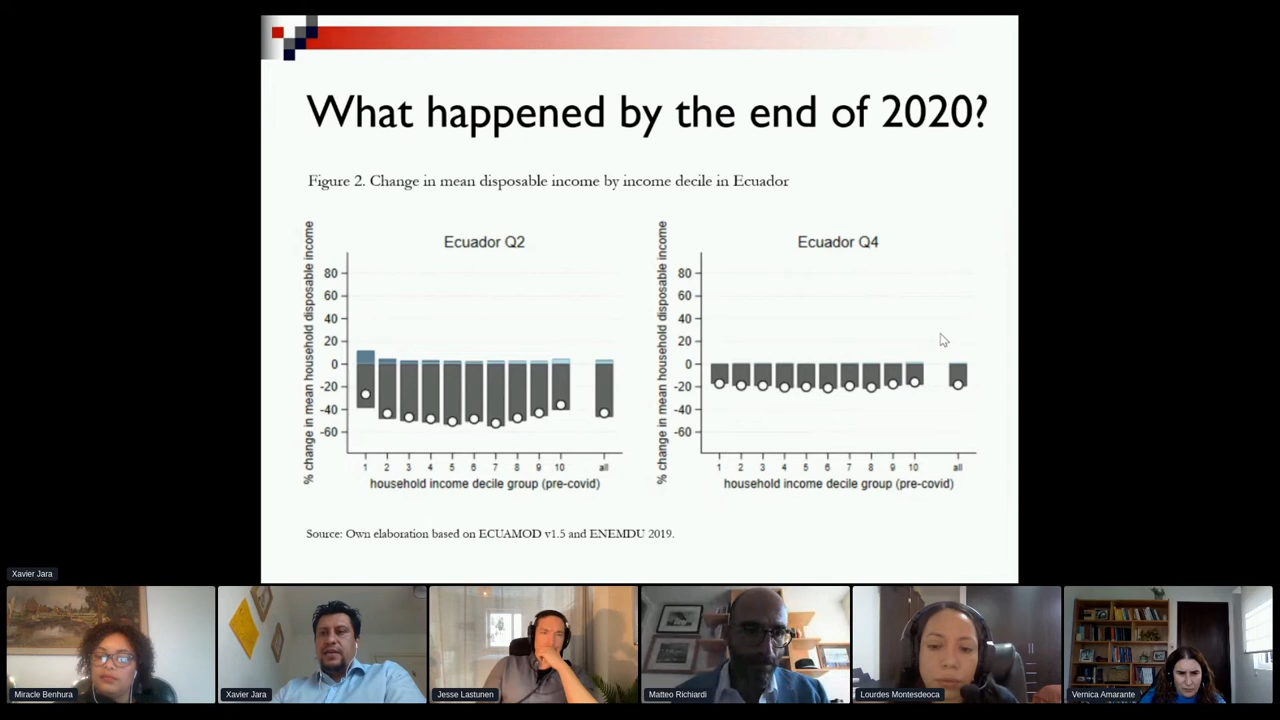 What happened by the end of 2020?
Figure 2. Change in mean disposable income by income decile in Ecuador
Ecuador Q2
% change in mean household disposable income
80
60
40
20
0
-20
-40
-60
1 2 3 4 5 6 7 8 9 10 all
household income decile group (pre-covid)
Ecuador Q4
% change in mean household disposable income
80
60
40
20
0
-20
-40
-60
1 2 3 4 5 6 7 8 9 10 all
household income decile group (pre-covid)
Source: Own elaboration based on ECUAMOD v1.5 and ENEMDU 2019.
Xavier Jara
Miracle Benhura
Xavier Jara
Jesse Lastunen
Matteo Richiardi
Lourdes Montesdeoca
Vernica Amarante